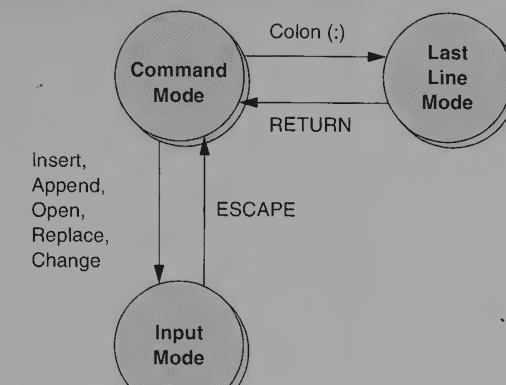 Command
Mode
Colon (:)
Last
Line
Mode
RETURN
Insert,
Append,
Open,
Replace,
Change
ESCAPE
Input
Mode